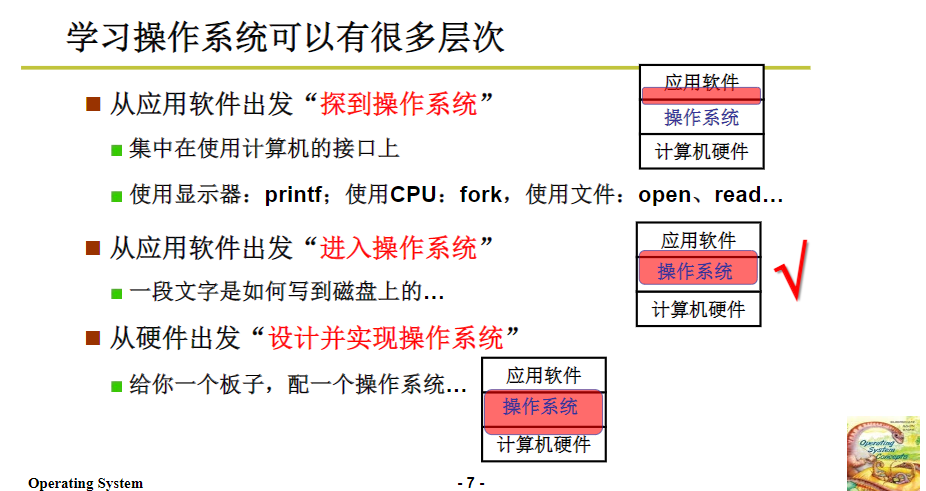 学习操作系统可以有很多层次
从应用软件出发“探到操作系统”
集中在使用计算机的接口上
使用显示器：printf；使用CPU：fork，使用文件：open、read…
应用软件
操作系统
计算机硬件
从应用软件出发“进入操作系统”
一段文字是如何写到磁盘上的…
应用软件
操作系统
计算机硬件
从硬件出发“设计并实现操作系统”
给你一个板子，配一个操作系统…
应用软件
操作系统
计算机硬件
Operating
System
Concepts
Operating System
- 7 -